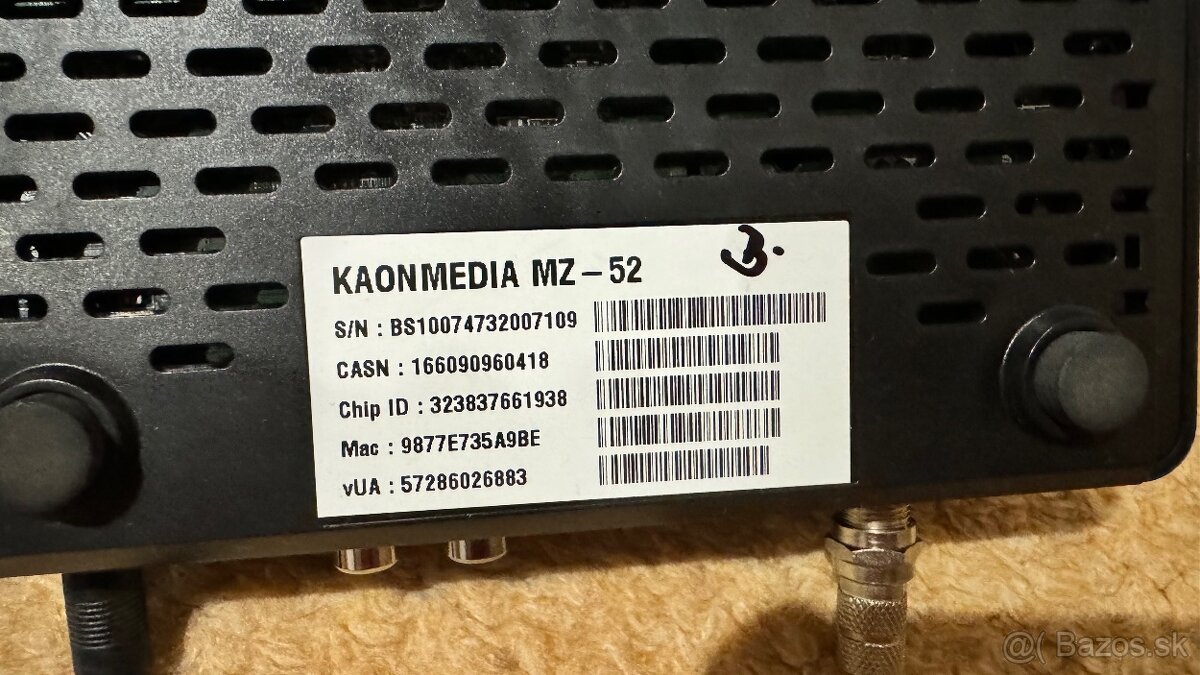 KAONMEDIA MZ-52
3.
S/N : BS10074732007109
CASN : 166090960418
Chip ID : 323837661938
Mac : 9877E735A9BE
vUA : 57286026883
@( Bazos.sk